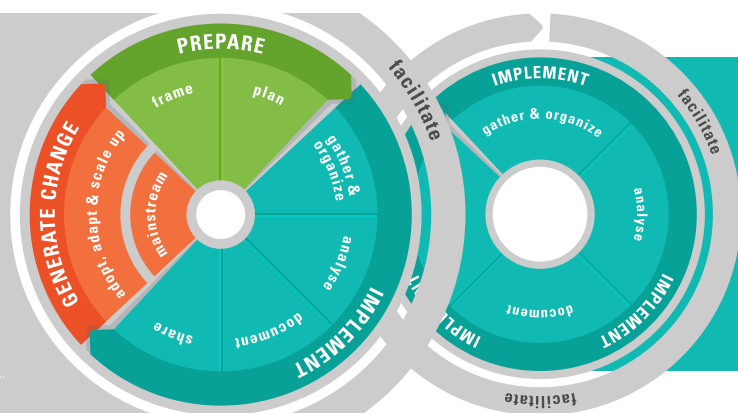 PREPARE
frame
plan
GENERATE CHANGE
adopt, adapt & scale up
mainstream
gather &
organize
analyse
document
share
IMPLEMENT
facilitate
IMPLEMENT
gather & organize
analyse
document
IMPLEMENT
facilitate
facilitate